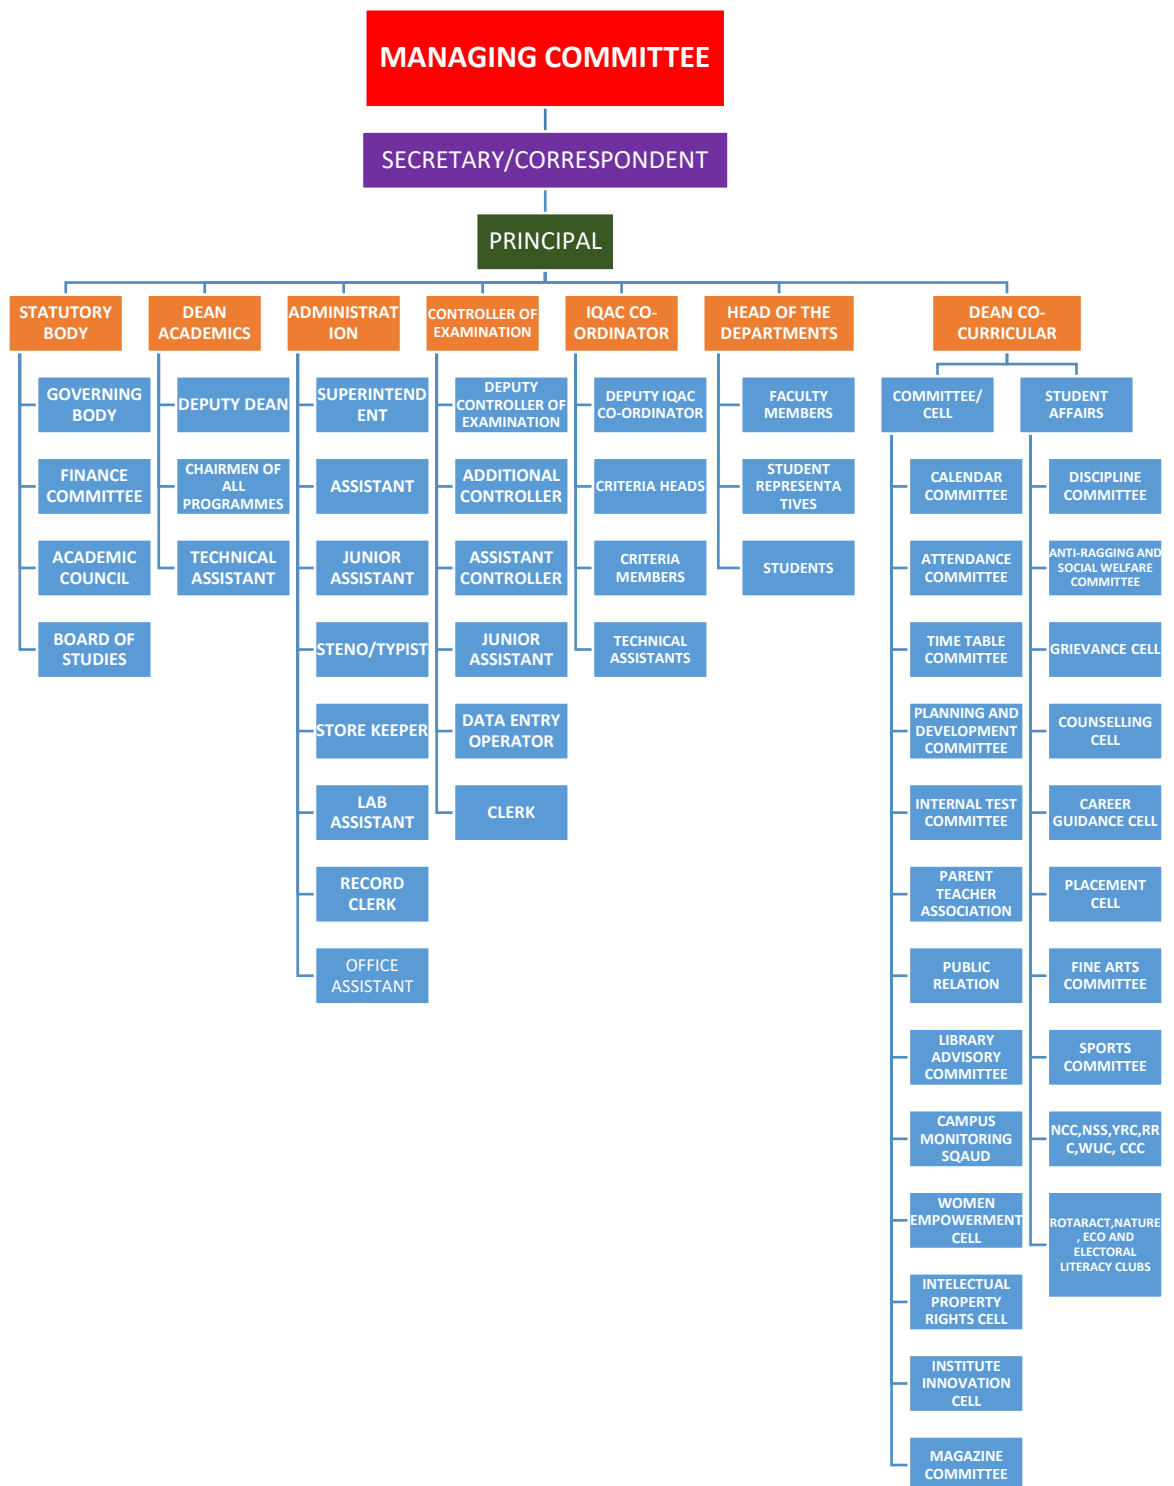 MANAGING COMMITTEE
SECRETARY/CORRESPONDENT
PRINCIPAL
STATUTORY
BODY
DEAN
ACADEMICS
ADMINISTRAT
ION
CONTROLLER OF
EXAMINATION
IQAC CO-
ORDINATOR
HEAD OF THE
DEPARTMENTS
DEAN CO-
CURRICULAR
GOVERNING
BODY
FINANCE
COMMITTEE
ACADEMIC
COUNCIL
BOARD OF
STUDIES
DEPUTY DEAN
CHAIRMEN OF
ALL
PROGRAMMES
TECHNICAL
ASSISTANT
SUPERINTEND
ENT
ASSISTANT
JUNIOR
ASSISTANT
STENO/TYPIST
STORE KEEPER
LAB
ASSISTANT
RECORD
CLERK
OFFICE
ASSISTANT
DEPUTY
CONTROLLER OF
EXAMINATION
ADDITIONAL
CONTROLLER
ASSISTANT
CONTROLLER
JUNIOR
ASSISTANT
DATA ENTRY
OPERATOR
CLERK
DEPUTY IQAC
CO-ORDINATOR
CRITERIA HEADS
CRITERIA
MEMBERS
TECHNICAL
ASSISTANTS
FACULTY
MEMBERS
STUDENT
REPRESENTA
TIVES
STUDENTS
COMMITTEE/
CELL
CALENDAR
COMMITTEE
ATTENDANCE
COMMITTEE
TIME TABLE
COMMITTEE
PLANNING AND
DEVELOPMENT
COMMITTEE
INTERNAL TEST
COMMITTEE
PARENT
TEACHER
ASSOCIATION
PUBLIC
RELATION
LIBRARY
ADVISORY
COMMITTEE
CAMPUS
MONITORING
SQAUD
WOMEN
EMPOWERMENT
CELL
INTELECTUAL
PROPERTY
RIGHTS CELL
INSTITUTE
INNOVATION
CELL
MAGAZINE
COMMITTEE
STUDENT
AFFAIRS
DISCIPLINE
COMMITTEE
ANTI-RAGGING AND
SOCIAL WELFARE
COMMITTEE
GRIEVANCE CELL
COUNSELLING
CELL
CAREER
GUIDANCE CELL
PLACEMENT
CELL
FINE ARTS
COMMITTEE
SPORTS
COMMITTEE
NCC,NSS,YRC,RR
C,WUC, CCC
ROTARACT,NATURE
, ECO AND
ELECTORAL
LITERACY CLUBS